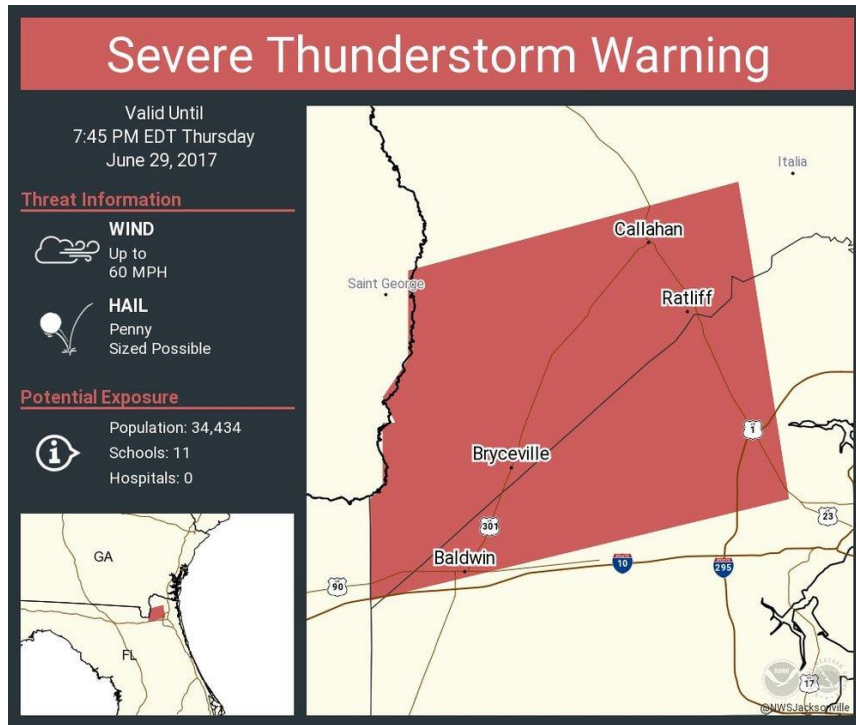 Severe Thunderstorm Warning
Valid Until
7:45 PM EDT Thursday
June 29, 2017
Threat Information
WIND
Up to
60 MPH
HAIL
Penny
Sized Possible
Potential Exposure
Population: 34,434
Schools: 11
Hospitals: 0
GA
FL
Italia
Callahan
Saint George
Ratliff
1
Bryceville
23
301
Baldwin
10
295
90
17
@NWSJacksonville